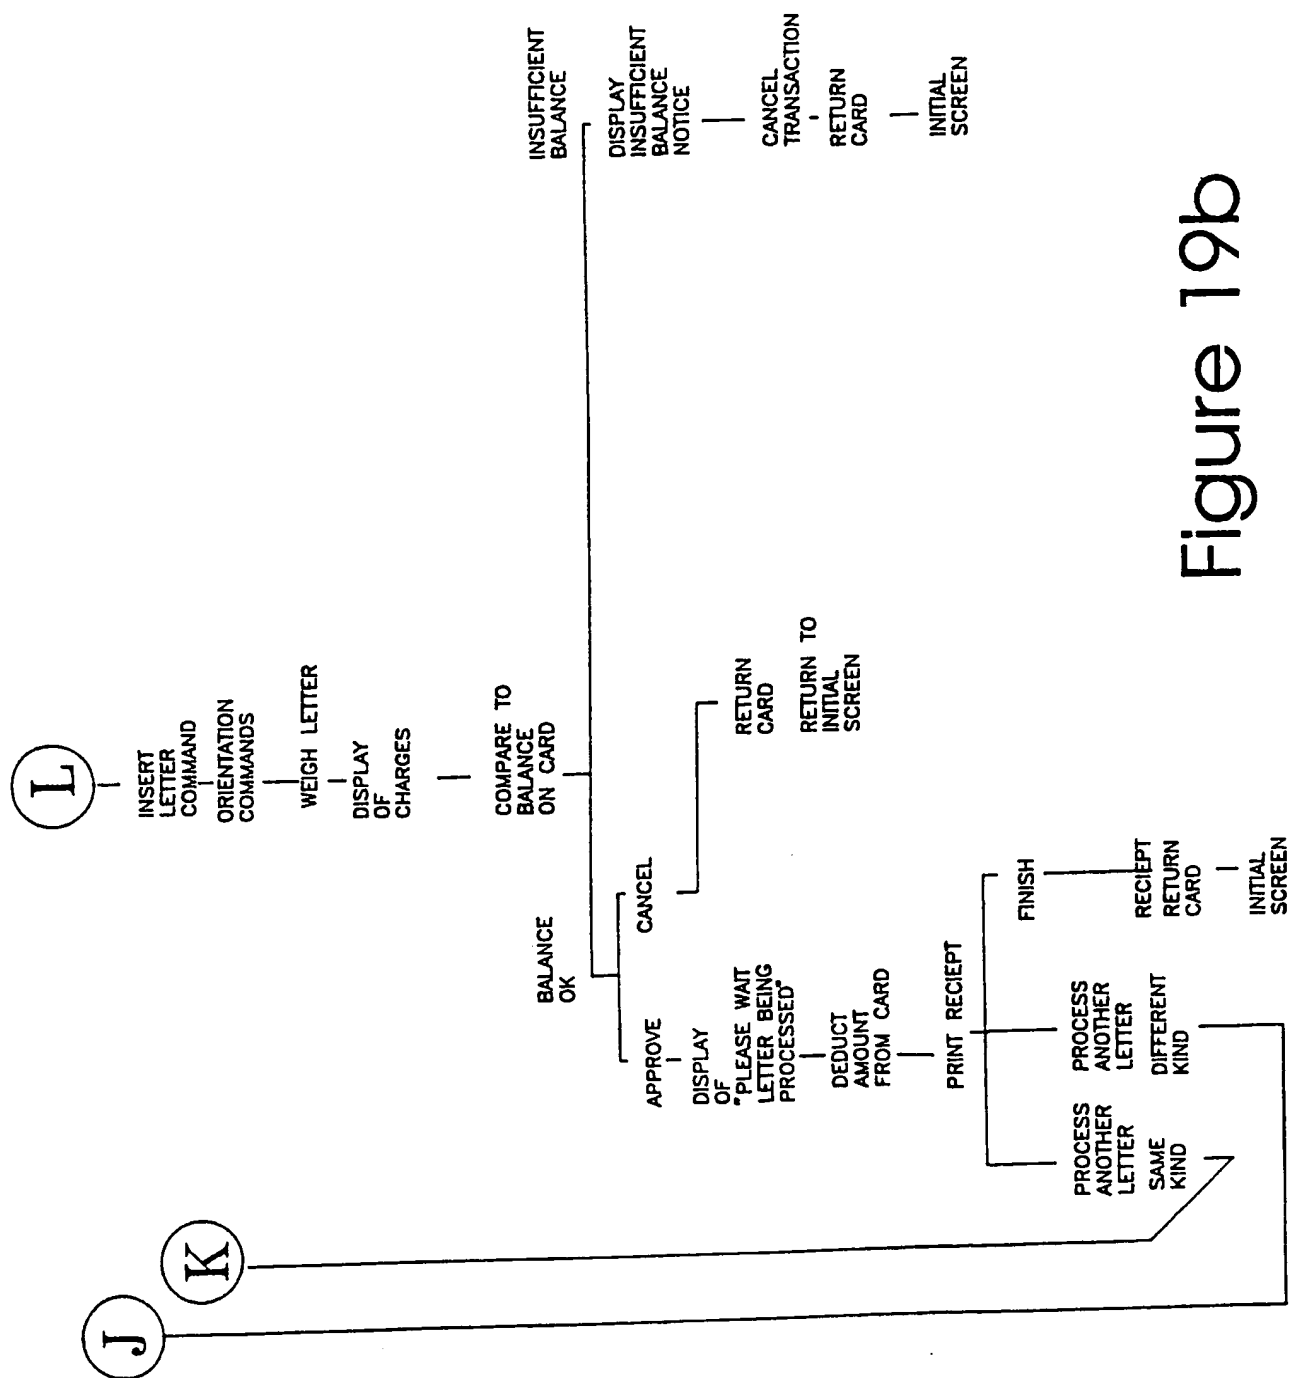 J
K
L
INSERT
LETTER
COMMAND
ORIENTATION
COMMANDS
WEIGH LETTER
DISPLAY
OF
CHARGES
COMPARE TO
BALANCE
ON CARD
BALANCE
OK
INSUFFICIENT
BALANCE
APPROVE
CANCEL
DISPLAY
INSUFFICIENT
BALANCE
NOTICE
DISPLAY
OF
"PLEASE WAIT
LETTER BEING
PROCESSED"
RETURN
CARD
RETURN TO
INITIAL
SCREEN
CANCEL
TRANSACTION
RETURN
CARD
INITIAL
SCREEN
DEDUCT
AMOUNT
FROM CARD
PRINT RECIEPT
PROCESS
ANOTHER
LETTER
SAME
KIND
PROCESS
ANOTHER
LETTER
DIFFERENT
KIND
FINISH
RECIEPT
RETURN
CARD
INITIAL
SCREEN
Figure 19b